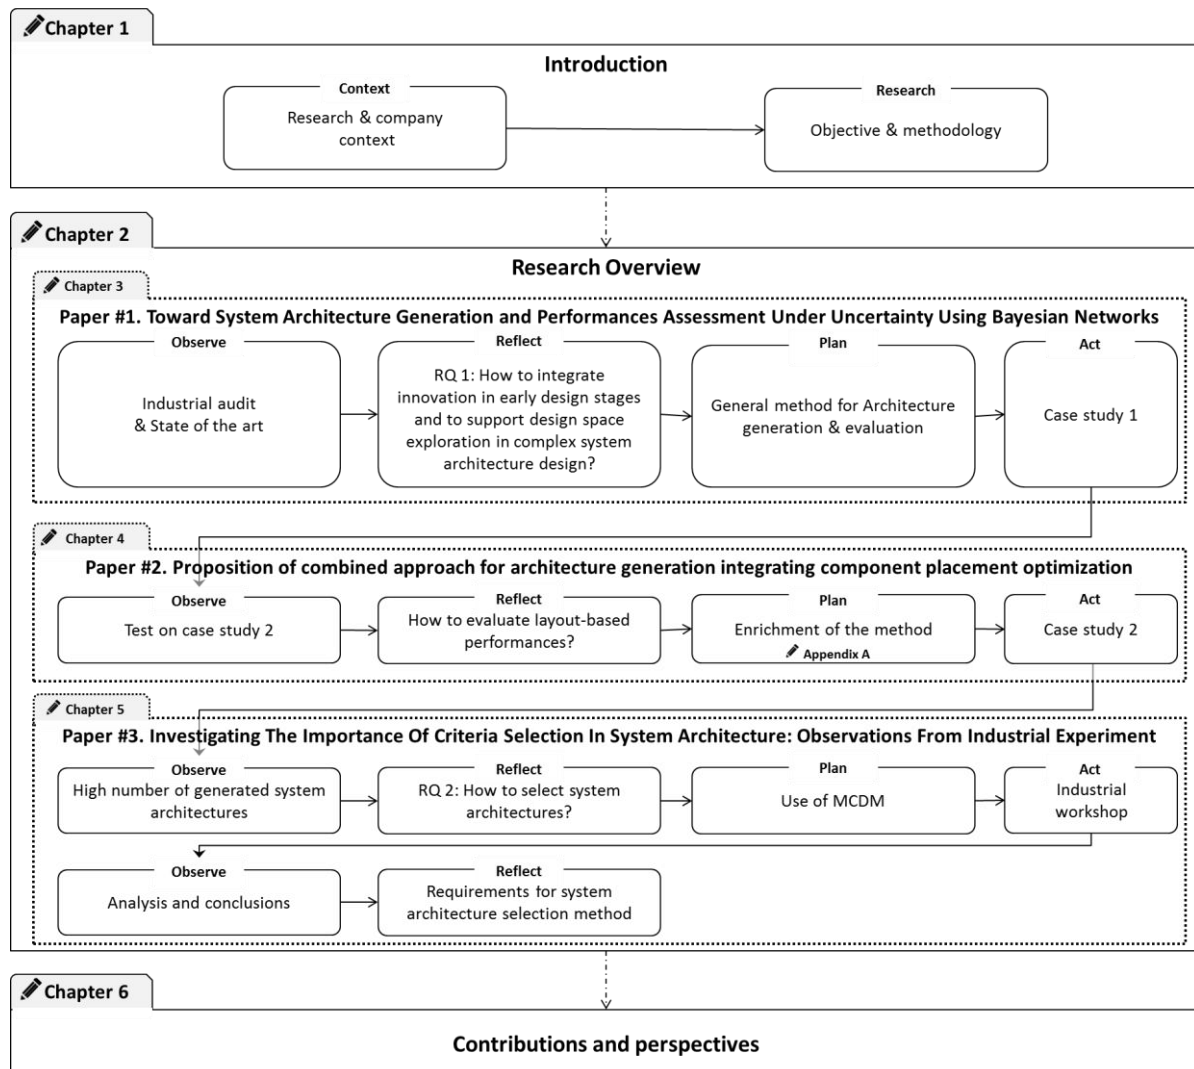 Chapter 1
Introduction
Context
Research & company
context
Research
Objective & methodology
Chapter 2
Research Overview
Chapter 3
Paper #1. Toward System Architecture Generation and Performances Assessment Under Uncertainty Using Bayesian Networks
Observe
Industrial audit
& State of the art
Reflect
RQ 1: How to integrate
innovation in early design stages
and to support design space
exploration in complex system
architecture design?
Plan
General method for Architecture
generation & evaluation
Act
Case study 1
Chapter 4
Paper #2. Proposition of combined approach for architecture generation integrating component placement optimization
Observe
Test on case study 2
Reflect
How to evaluate layout-based
performances?
Plan
Enrichment of the method
Appendix A
Act
Case study 2
Chapter 5
Paper #3. Investigating The Importance Of Criteria Selection In System Architecture: Observations From Industrial Experiment
Observe
High number of generated system
architectures
Reflect
RQ 2: How to select system
architectures?
Plan
Use of MCDM
Act
Industrial
workshop
Observe
Analysis and conclusions
Reflect
Requirements for system
architecture selection method
Chapter 6
Contributions and perspectives